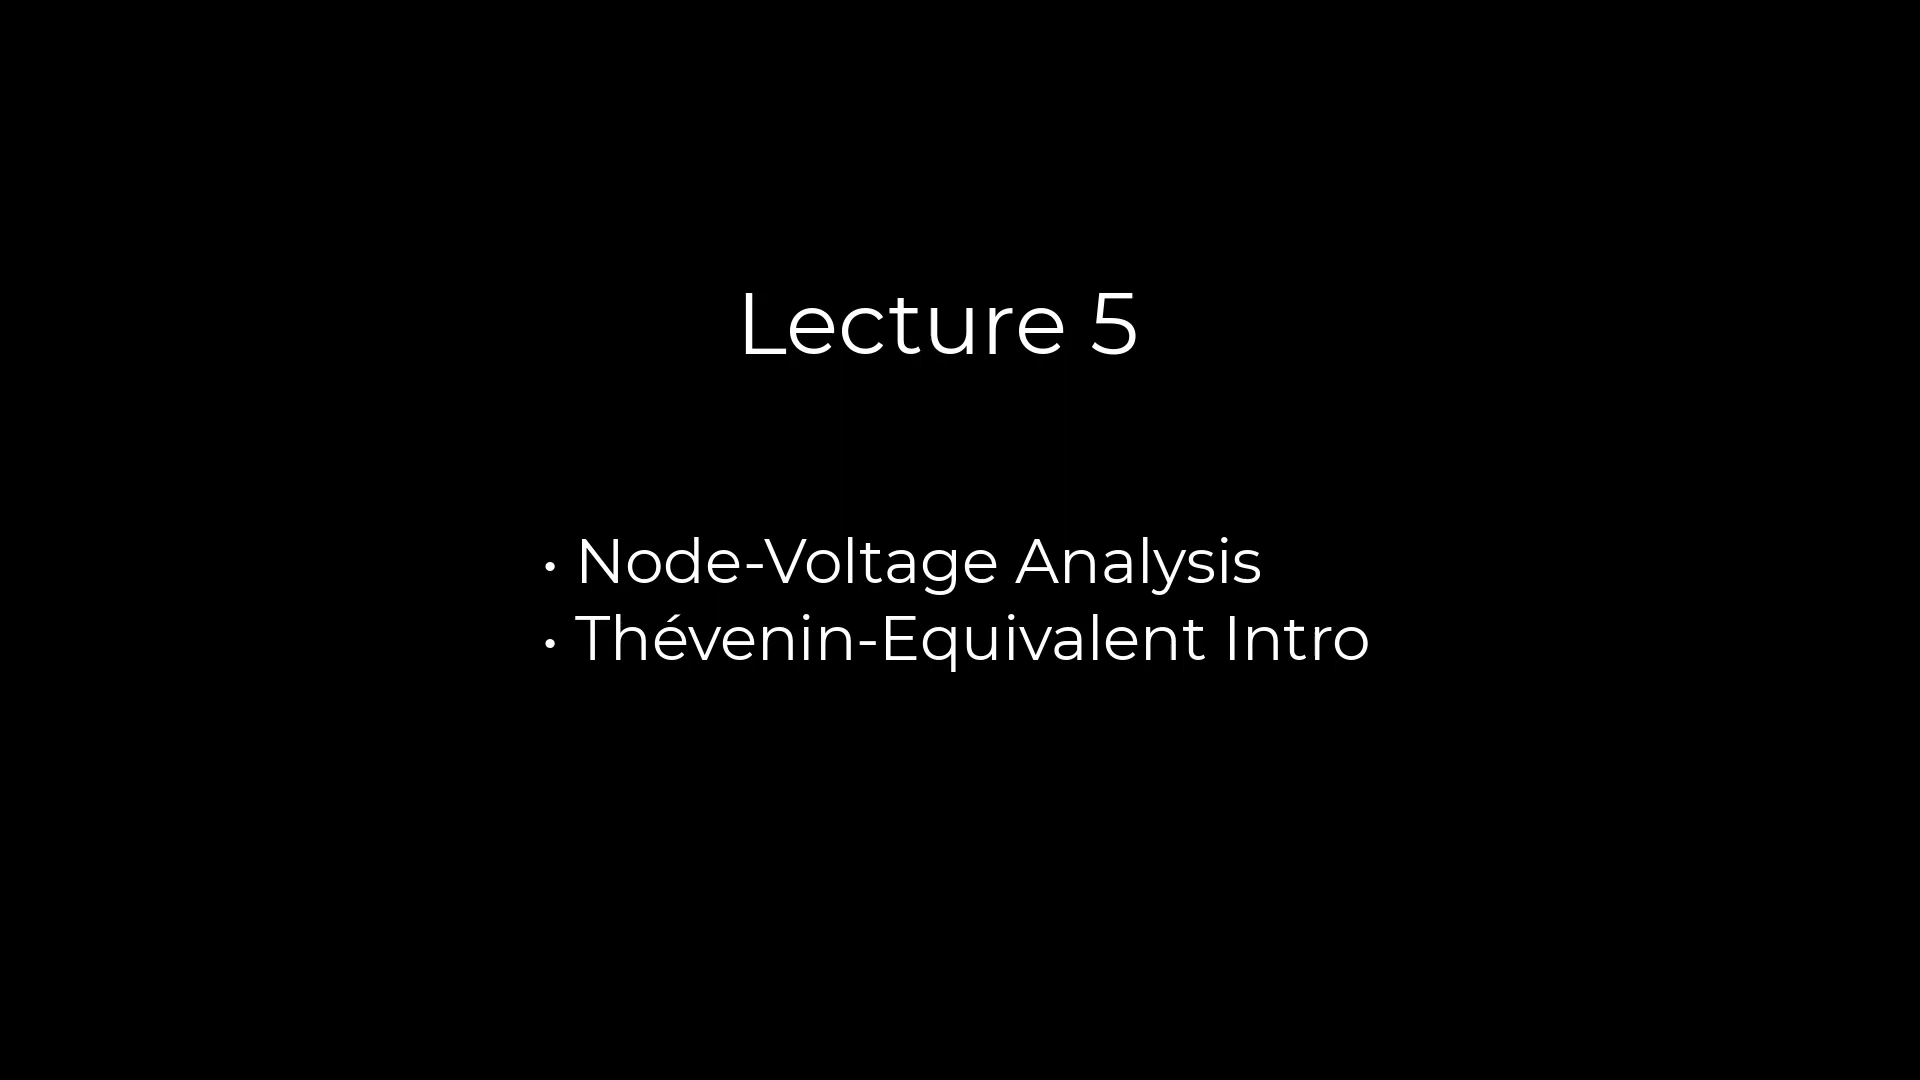 Lecture 5
• Node-Voltage Analysis
• Thévenin-Equivalent Intro